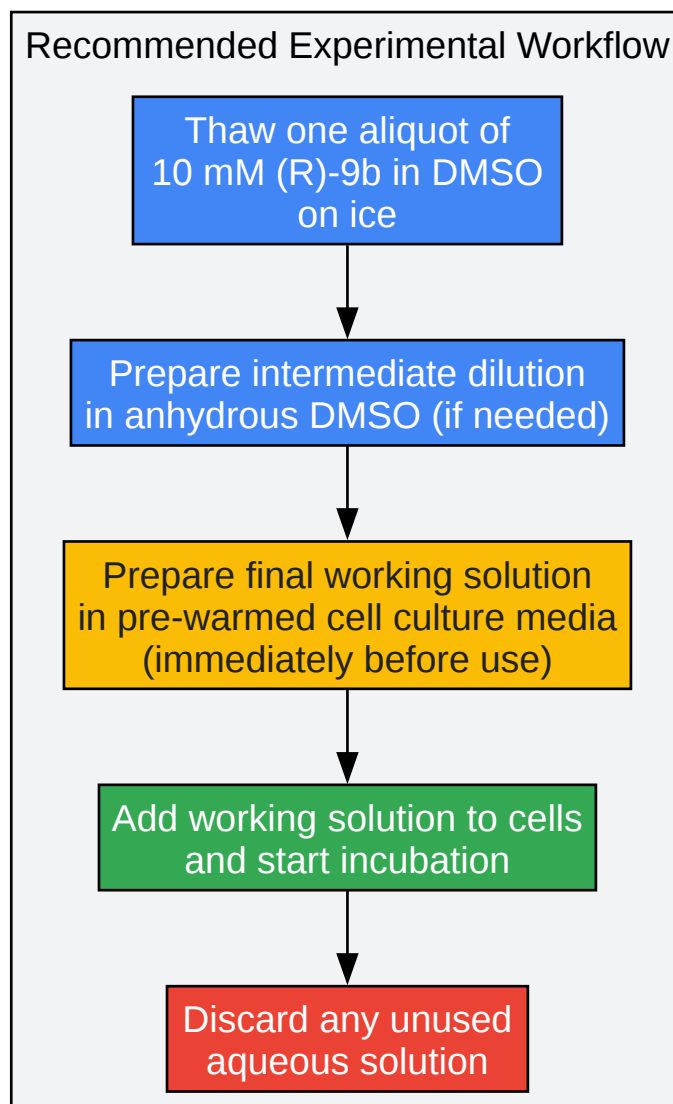 Recommended Experimental Workflow
Thaw one aliquot of
10 mM (R)-9b in DMSO
on ice
Prepare intermediate dilution
in anhydrous DMSO (if needed)
Prepare final working solution
in pre-warmed cell culture media
(immediately before use)
Add working solution to cells
and start incubation
Discard any unused
aqueous solution